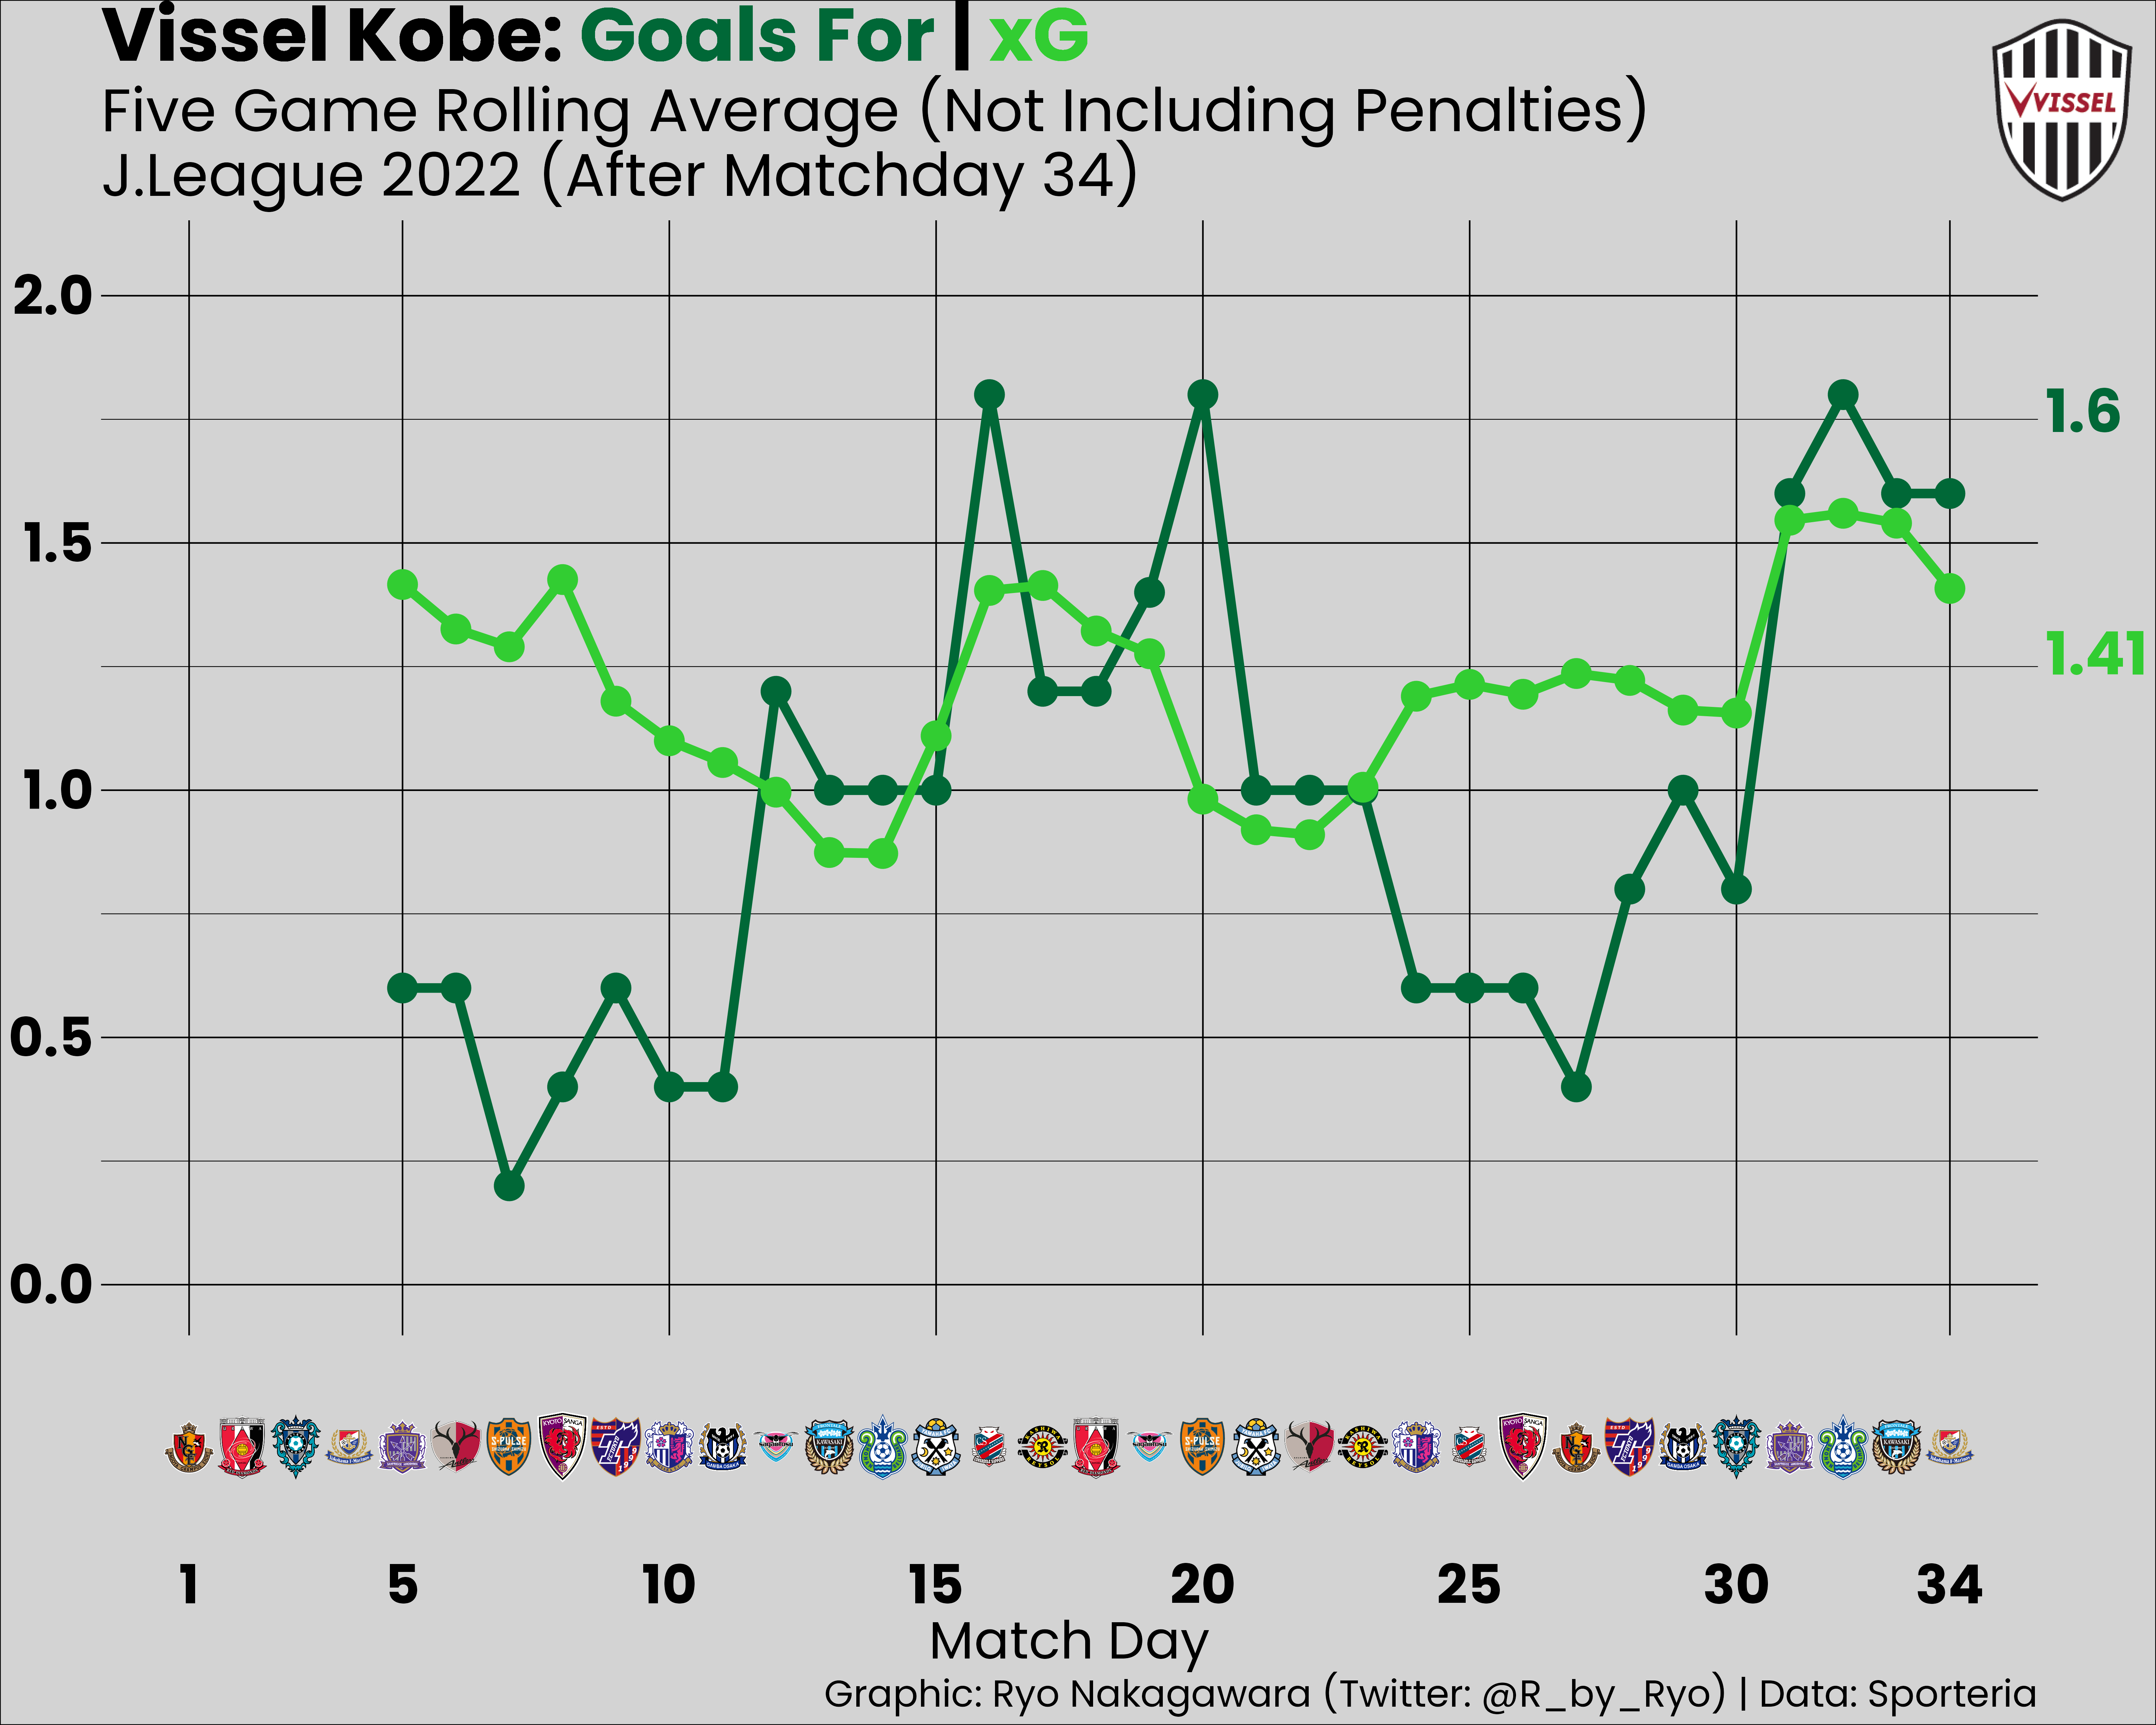 Vissel Kobe: Goals For | xG
Five Game Rolling Average (Not Including Penalties)
J.League 2022 (After Matchday 34)
VISSEL
2.0
1.5
1.0
0.5
0.0
1.6
1.41
1 5 10 15 20 25 30 34
Match Day
Graphic: Ryo Nakagawara (Twitter: @R_by_Ryo) | Data: Sporteria